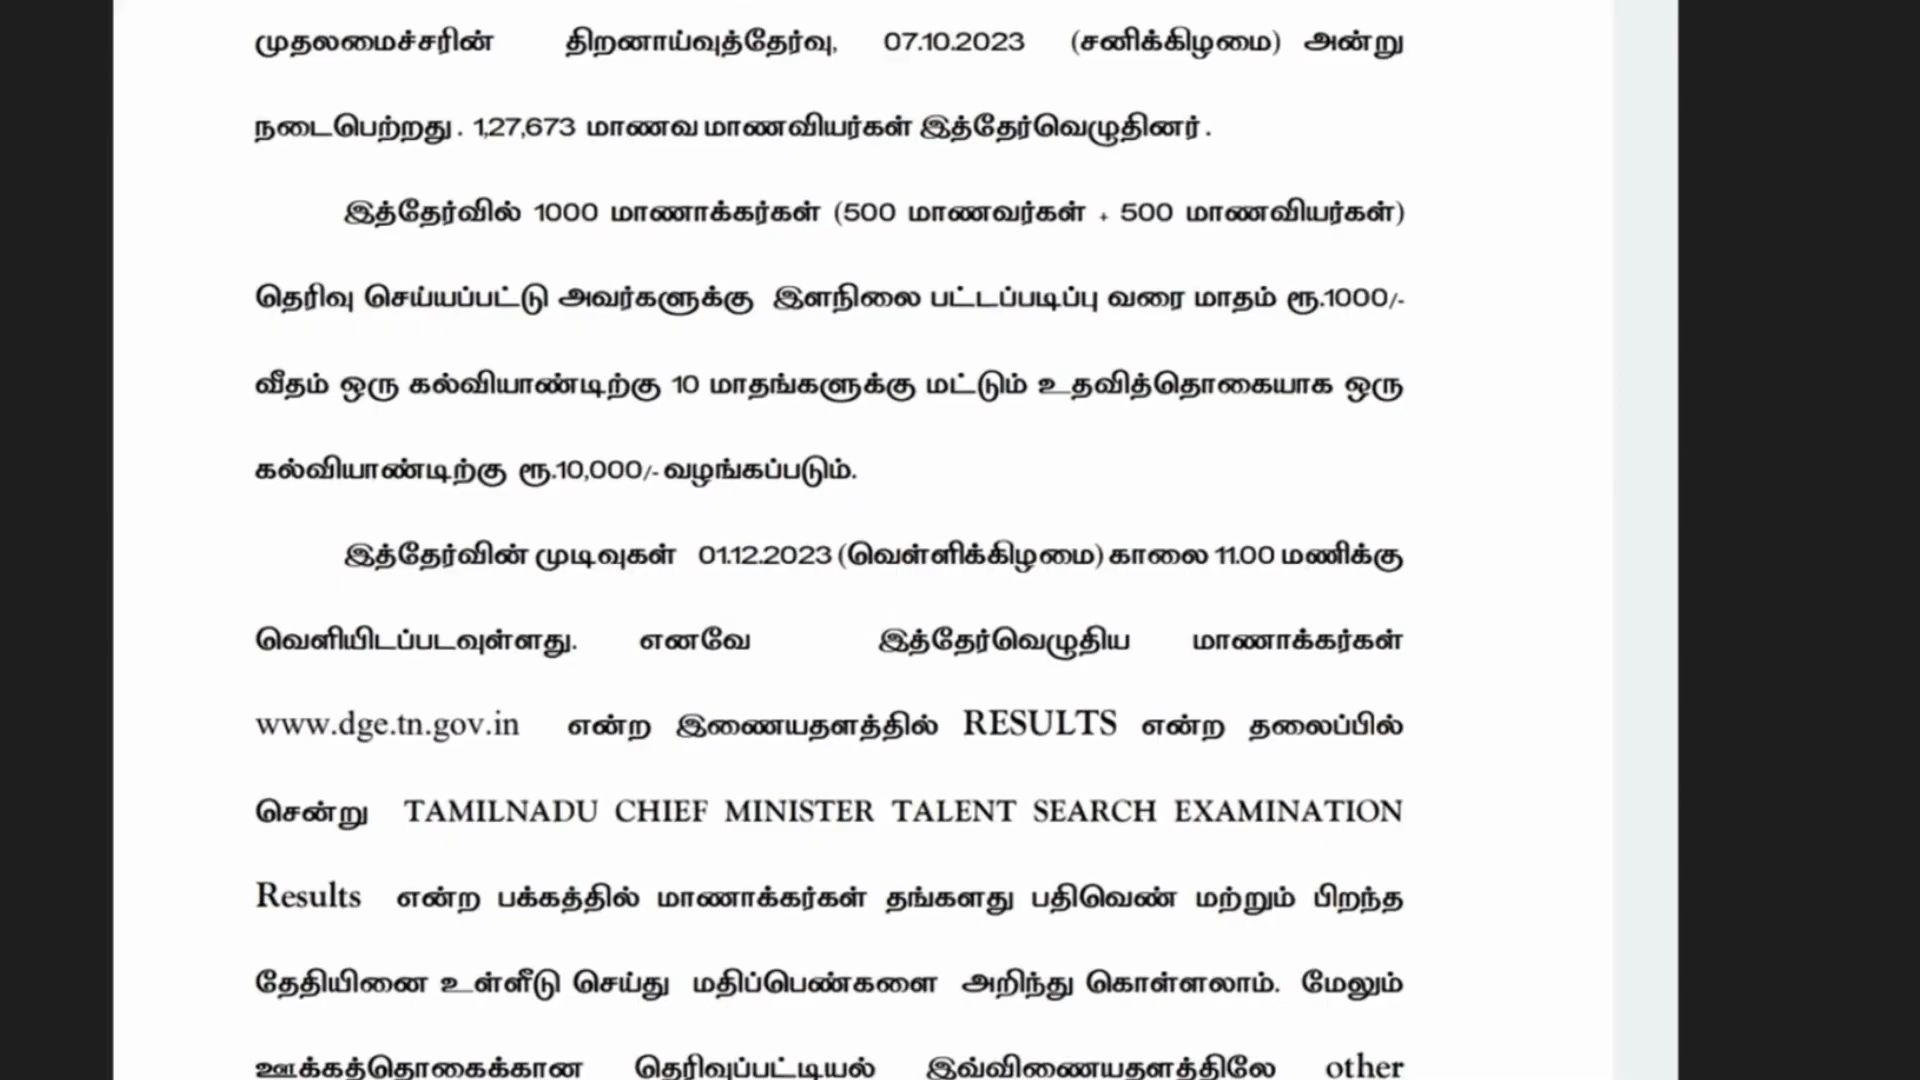 முதலமைச்சரின் திறனாய்வுத்தேர்வு, 07.10.2023 (சனிக்கிழமை) அன்று
நடைபெற்றது. 1,27,673 மாணவ மாணவியர்கள் இத்தேர்வெழுதினர்.
இத்தேர்வில் 1000 மாணாக்கர்கள் (500 மாணவர்கள் + 500 மாணவியர்கள்)
தெரிவு செய்யப்பட்டு அவர்களுக்கு இளநிலை பட்டப்படிப்பு வரை மாதம் ரூ.1000/-
வீதம் ஒரு கல்வியாண்டிற்கு 10 மாதங்களுக்கு மட்டும் உதவித்தொகையாக ஒரு
கல்வியாண்டிற்கு ரூ.10,000/- வழங்கப்படும்.
இத்தேர்வின் முடிவுகள் 01.12.2023 (வெள்ளிக்கிழமை) காலை 11.00 மணிக்கு
வெளியிடப்படவுள்ளது. எனவே இத்தேர்வெழுதிய மாணாக்கர்கள்
www.dge.tn.gov.in என்ற இணையதளத்தில் RESULTS என்ற தலைப்பில்
சென்று TAMILNADU CHIEF MINISTER TALENT SEARCH EXAMINATION
Results என்ற பக்கத்தில் மாணாக்கர்கள் தங்களது பதிவெண் மற்றும் பிறந்த
தேதியினை உள்ளீடு செய்து மதிப்பெண்களை அறிந்து கொள்ளலாம். மேலும்
ஊக்கத்தொகைக்கான தெரிவுப்பட்டியல் இவ்விணையதளத்திலே other